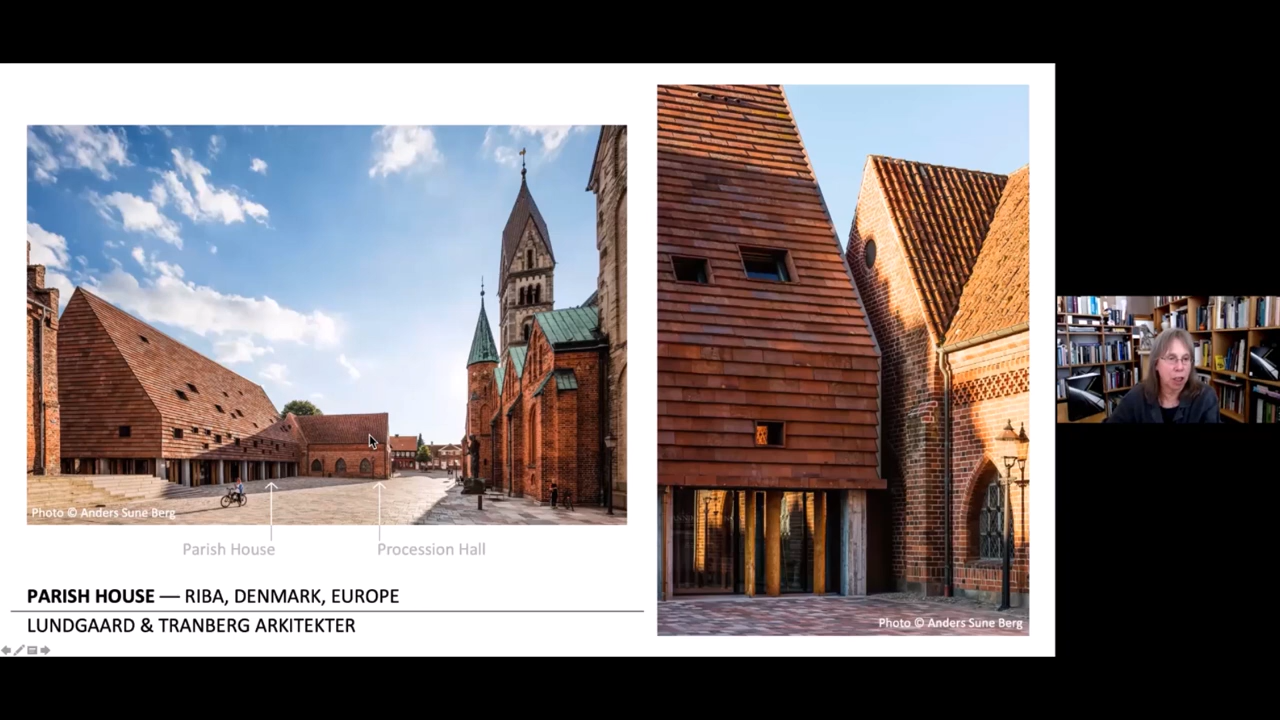 Photo © Anders Sune Berg
Parish House
Procession Hall
PARISH HOUSE — RIBA, DENMARK, EUROPE
LUNDGAARD & TRANBERG ARKITEKTER
Photo © Anders Sune Berg